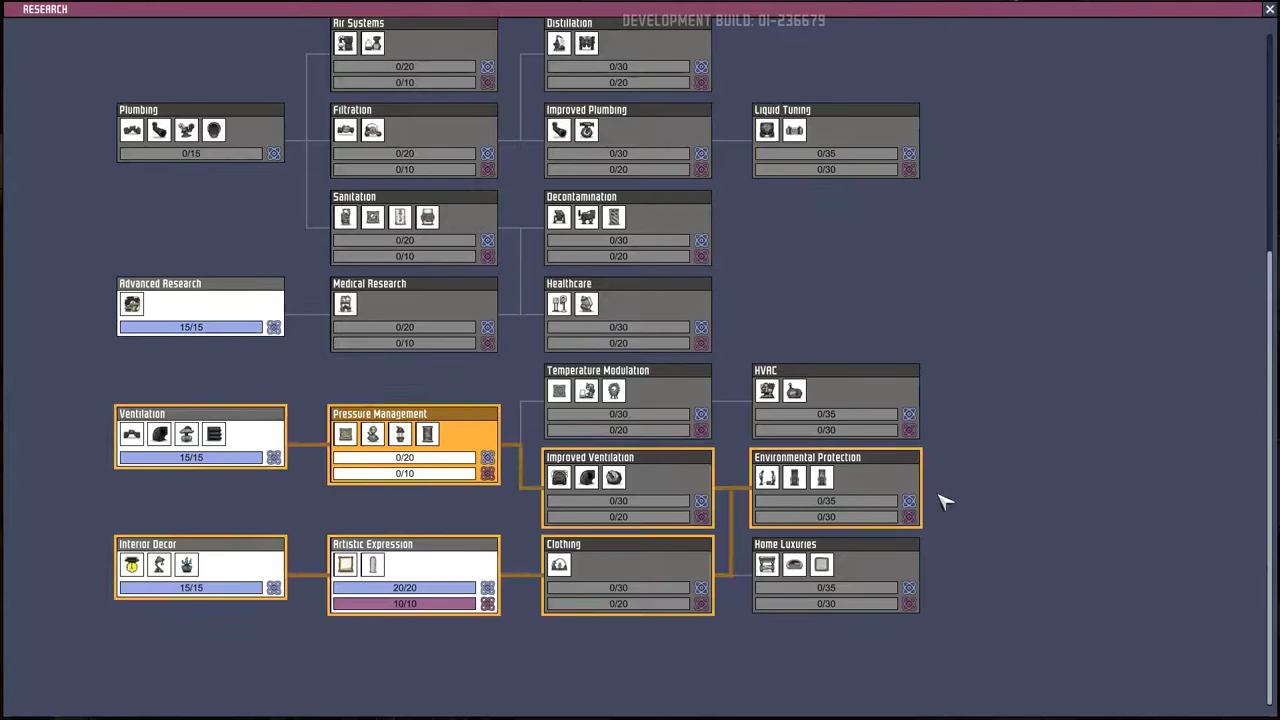 RESEARCH
DEVELOPMENT BUILD: 01-236679
Air Systems
0/20
0/10
Distillation
0/30
0/20
Plumbing
0/15
Filtration
0/20
0/10
Improved Plumbing
0/30
0/20
Liquid Tuning
0/35
0/30
Sanitation
0/20
0/10
Decontamination
0/30
0/20
Advanced Research
15/15
Medical Research
0/20
0/10
Healthcare
0/30
0/20
Temperature Modulation
0/30
0/20
HVAC
0/35
0/30
Ventilation
15/15
Pressure Management
0/20
0/10
Improved Ventilation
0/30
0/20
Environmental Protection
0/35
0/30
Interior Decor
15/15
Artistic Expression
20/20
10/10
Clothing
0/30
0/20
Home Luxuries
0/35
0/30